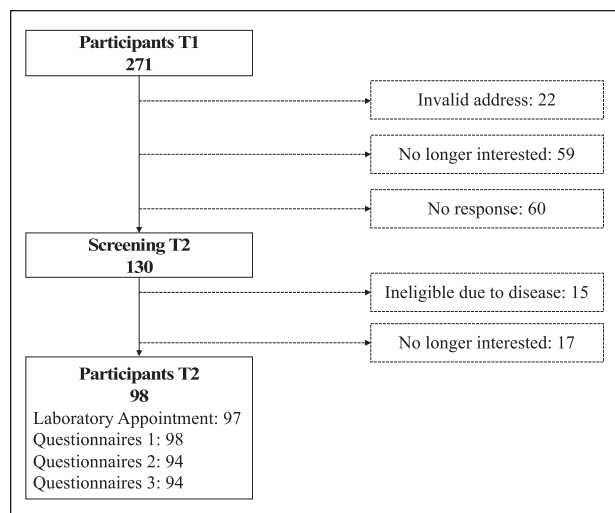 Participants T1
271
Invalid address: 22
No longer interested: 59
No response: 60
Screening T2
130
Ineligible due to disease: 15
No longer interested: 17
Participants T2
98
Laboratory Appointment: 97
Questionnaires 1: 98
Questionnaires 2: 94
Questionnaires 3: 94